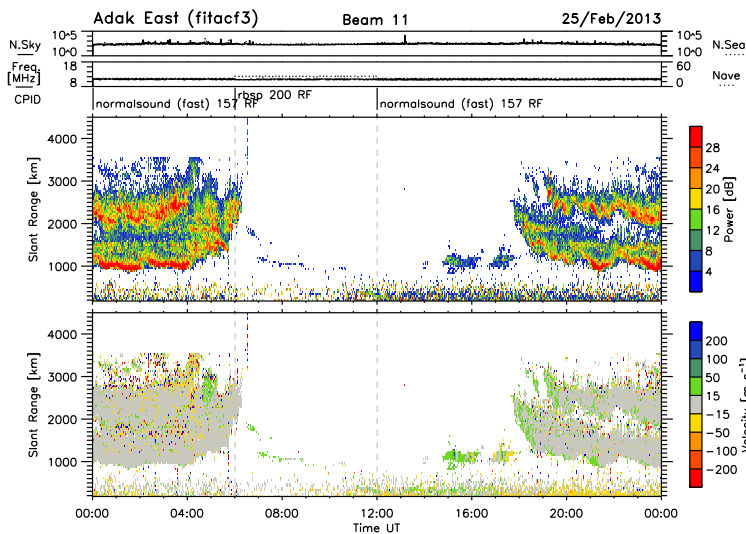 Adak East (fitacf3)
Beam 11
25/Feb/2013
N.Sky
10^5
10^0
10^5
10^0
N.Sea
Freq.
[MHz]
18
8
60
0
Nave
CPID
normalsound (fast) 157 RF
rbsp 200 RF
normalsound (fast) 157 RF
Slant Range [km]
4000
3000
2000
1000
28
24
20
16
12
8
4
Power [dB]
Slant Range [km]
4000
3000
2000
1000
200
100
50
15
-15
-50
-100
-200
Velocity [m s^-1]
00:00
04:00
08:00
12:00
16:00
20:00
00:00
Time UT